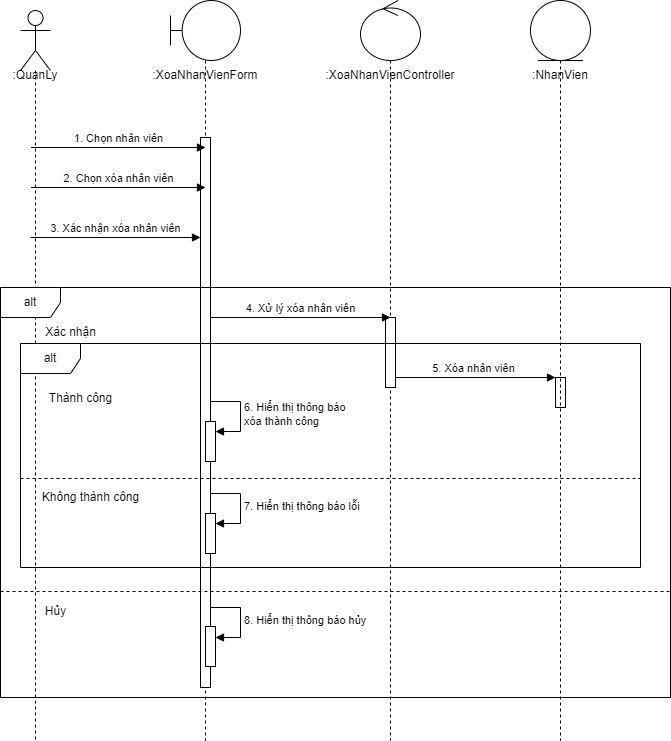 :QuanLy
:XoaNhanVienForm
:XoaNhanVienController
:NhanVien
1. Chọn nhân viên
2. Chọn xóa nhân viên
3. Xác nhận xóa nhân viên
alt
4. Xử lý xóa nhân viên
Xác nhận
alt
5. Xóa nhân viên
Thành công
6. Hiển thị thông báo
xóa thành công
Không thành công
7. Hiển thị thông báo lỗi
Hủy
8. Hiển thị thông báo hủy